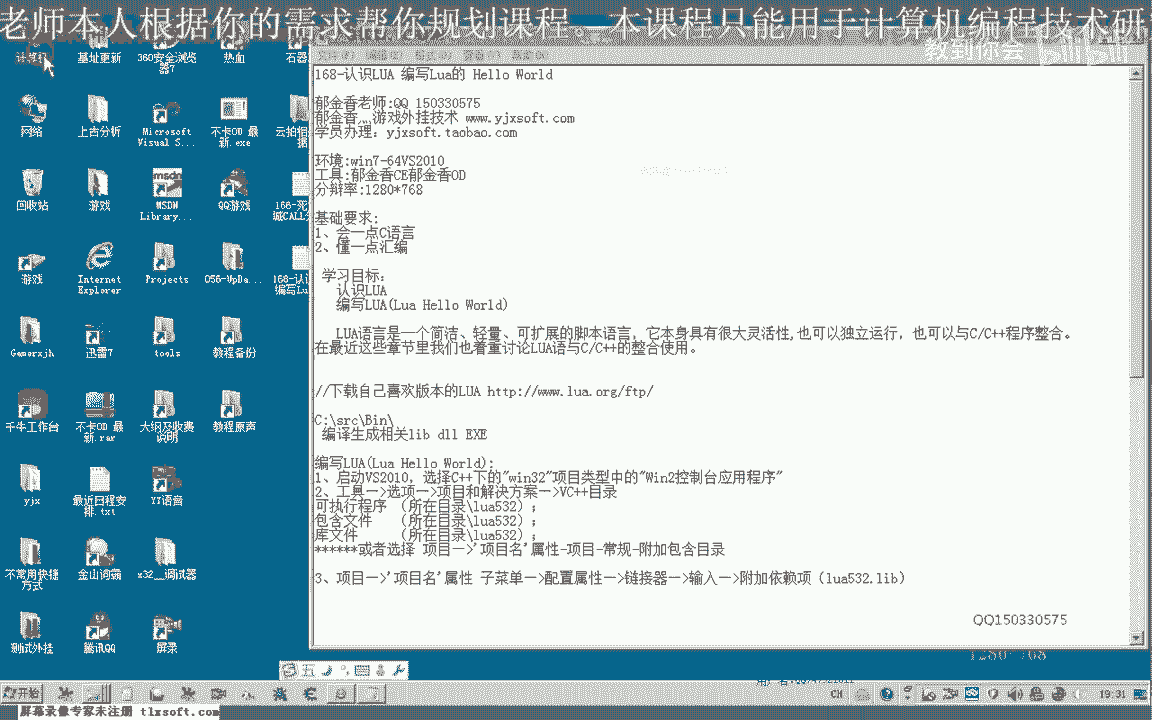 老师本人根据你的需求帮你规划课程 本课程只能用于计算机编程技术研
教到你会 bilibili
计算机
基址更新
360安全浏览器7
热血
石器
网络
上古分析
Microsoft Visual S...
不卡OD 最新.exe
回收站
游戏
MSDN Library...
QQ游戏
游戏
Internet Explorer
Projects
056-UpDa...
Gamerxjh
迅雷7
tools
教程备份
千牛工作台
不卡OD 最新.rar
大纲及收费说明
教程原声
yjx
最近日程安排.txt
YY语音
不常用快捷方式
金山词霸
x32__调试器
测试外挂
腾讯QQ
屏录
168-认识LUA 编写Lua的 Hello World
郁金香老师:QQ 150330575
郁金香灬游戏外挂技术 www.yjxsoft.com
学员办理：yjxsoft.taobao.com
环境:win7-64VS2010
工具:郁金香CE郁金香OD
分辩率:1280*768
基础要求:
1、会一点C语言
2、懂一点汇编
学习目标:
认识LUA
编写LUA(Lua Hello World)
LUA语言是一个简洁、轻量、可扩展的脚本语言，它本身具有很大灵活性,也可以独立运行，也可以与C/C++程序整合。
在最近这些章节里我们也着重讨论LUA语与C/C++的整合使用。
//下载自己喜欢版本的LUA http://www.lua.org/ftp/
C:\src\Bin\
编译生成相关lib dll EXE
编写LUA(Lua Hello World):
1、启动VS2010，选择C++下的"win32"项目类型中的"Win2控制台应用程序"
2、工具—>选项—>项目和解决方案—>VC++目录
可执行程序 （所在目录\lua532）;
包含文件 （所在目录\lua532）;
库文件 （所在目录\lua532）;
******或者选择 项目—>'项目名'属性-项目-常规-附加包含目录
3、项目—>'项目名'属性 子菜单—>配置属性—>链接器—>输入—>附加依赖项（lua532.lib）
QQ150330575
1280*768
五
开始
CH
19:31
屏幕录像专家未注册 tlxsoft.com